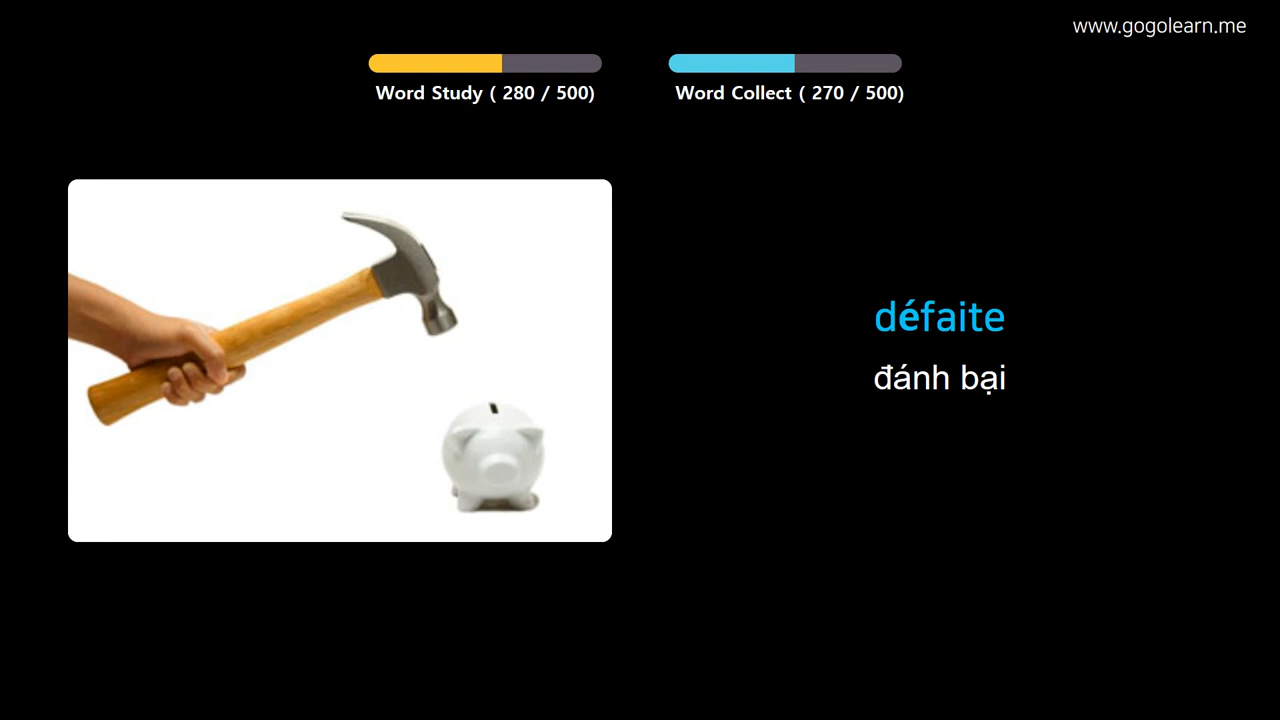 www.gogolearn.me
Word Study ( 280 / 500)
Word Collect ( 270 / 500)
défaite
đánh bại